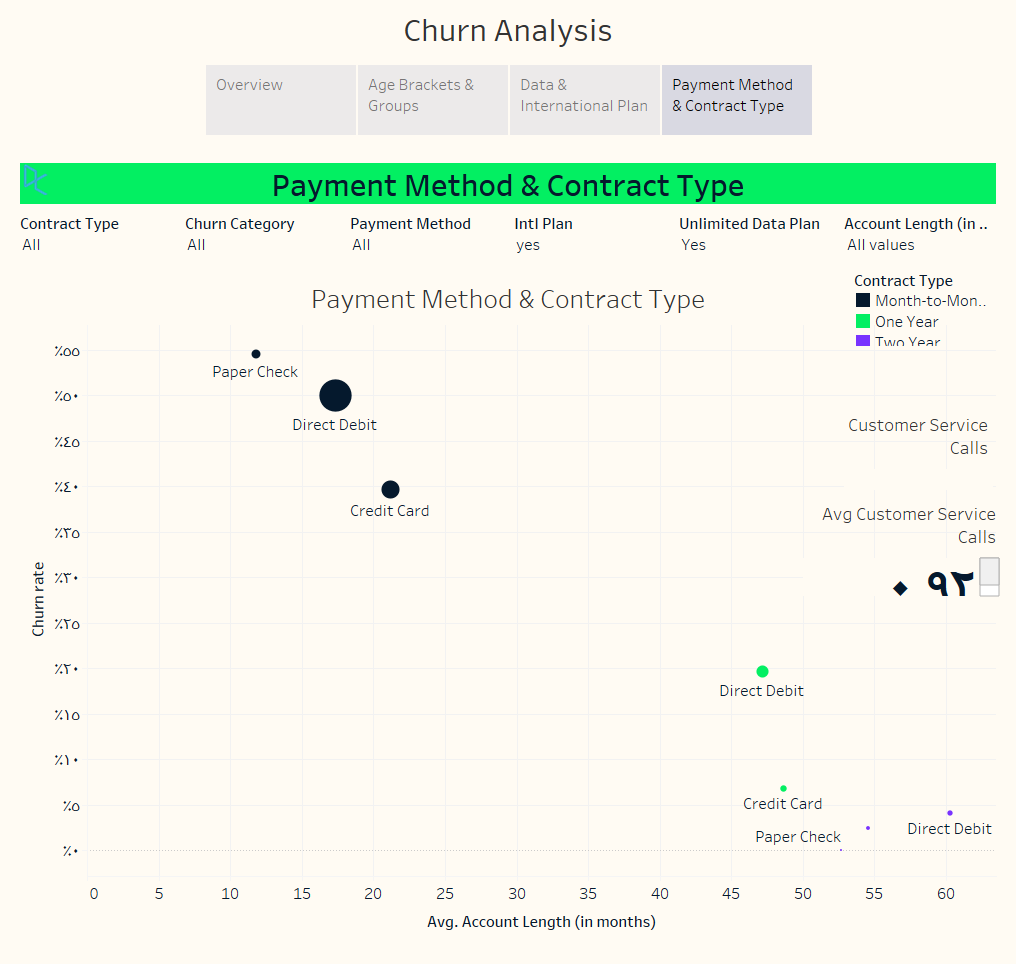 Churn Analysis
Overview
Age Brackets &
Groups
Data &
International Plan
Payment Method
& Contract Type
Payment Method & Contract Type
Contract Type
Churn Category
Payment Method
Intl Plan
Unlimited Data Plan
Account Length (in ..
All
All
All
yes
Yes
All values
Payment Method & Contract Type
Contract Type
Month-to-Mon..
One Year
Two Year
٪٥٥
٪٥٠
٪٤٥
٪٤٠
٪٣٥
٪٣٠
٪٢٥
٪٢٠
٪١٥
٪١٠
٪٥
٪٠
Churn rate
Paper Check
Direct Debit
Credit Card
Customer Service
Calls
Avg Customer Service
Calls
٠ ٩٢
Direct Debit
Credit Card
Paper Check
Direct Debit
0 5 10 15 20 25 30 35 40 45 50 55 60
Avg. Account Length (in months)